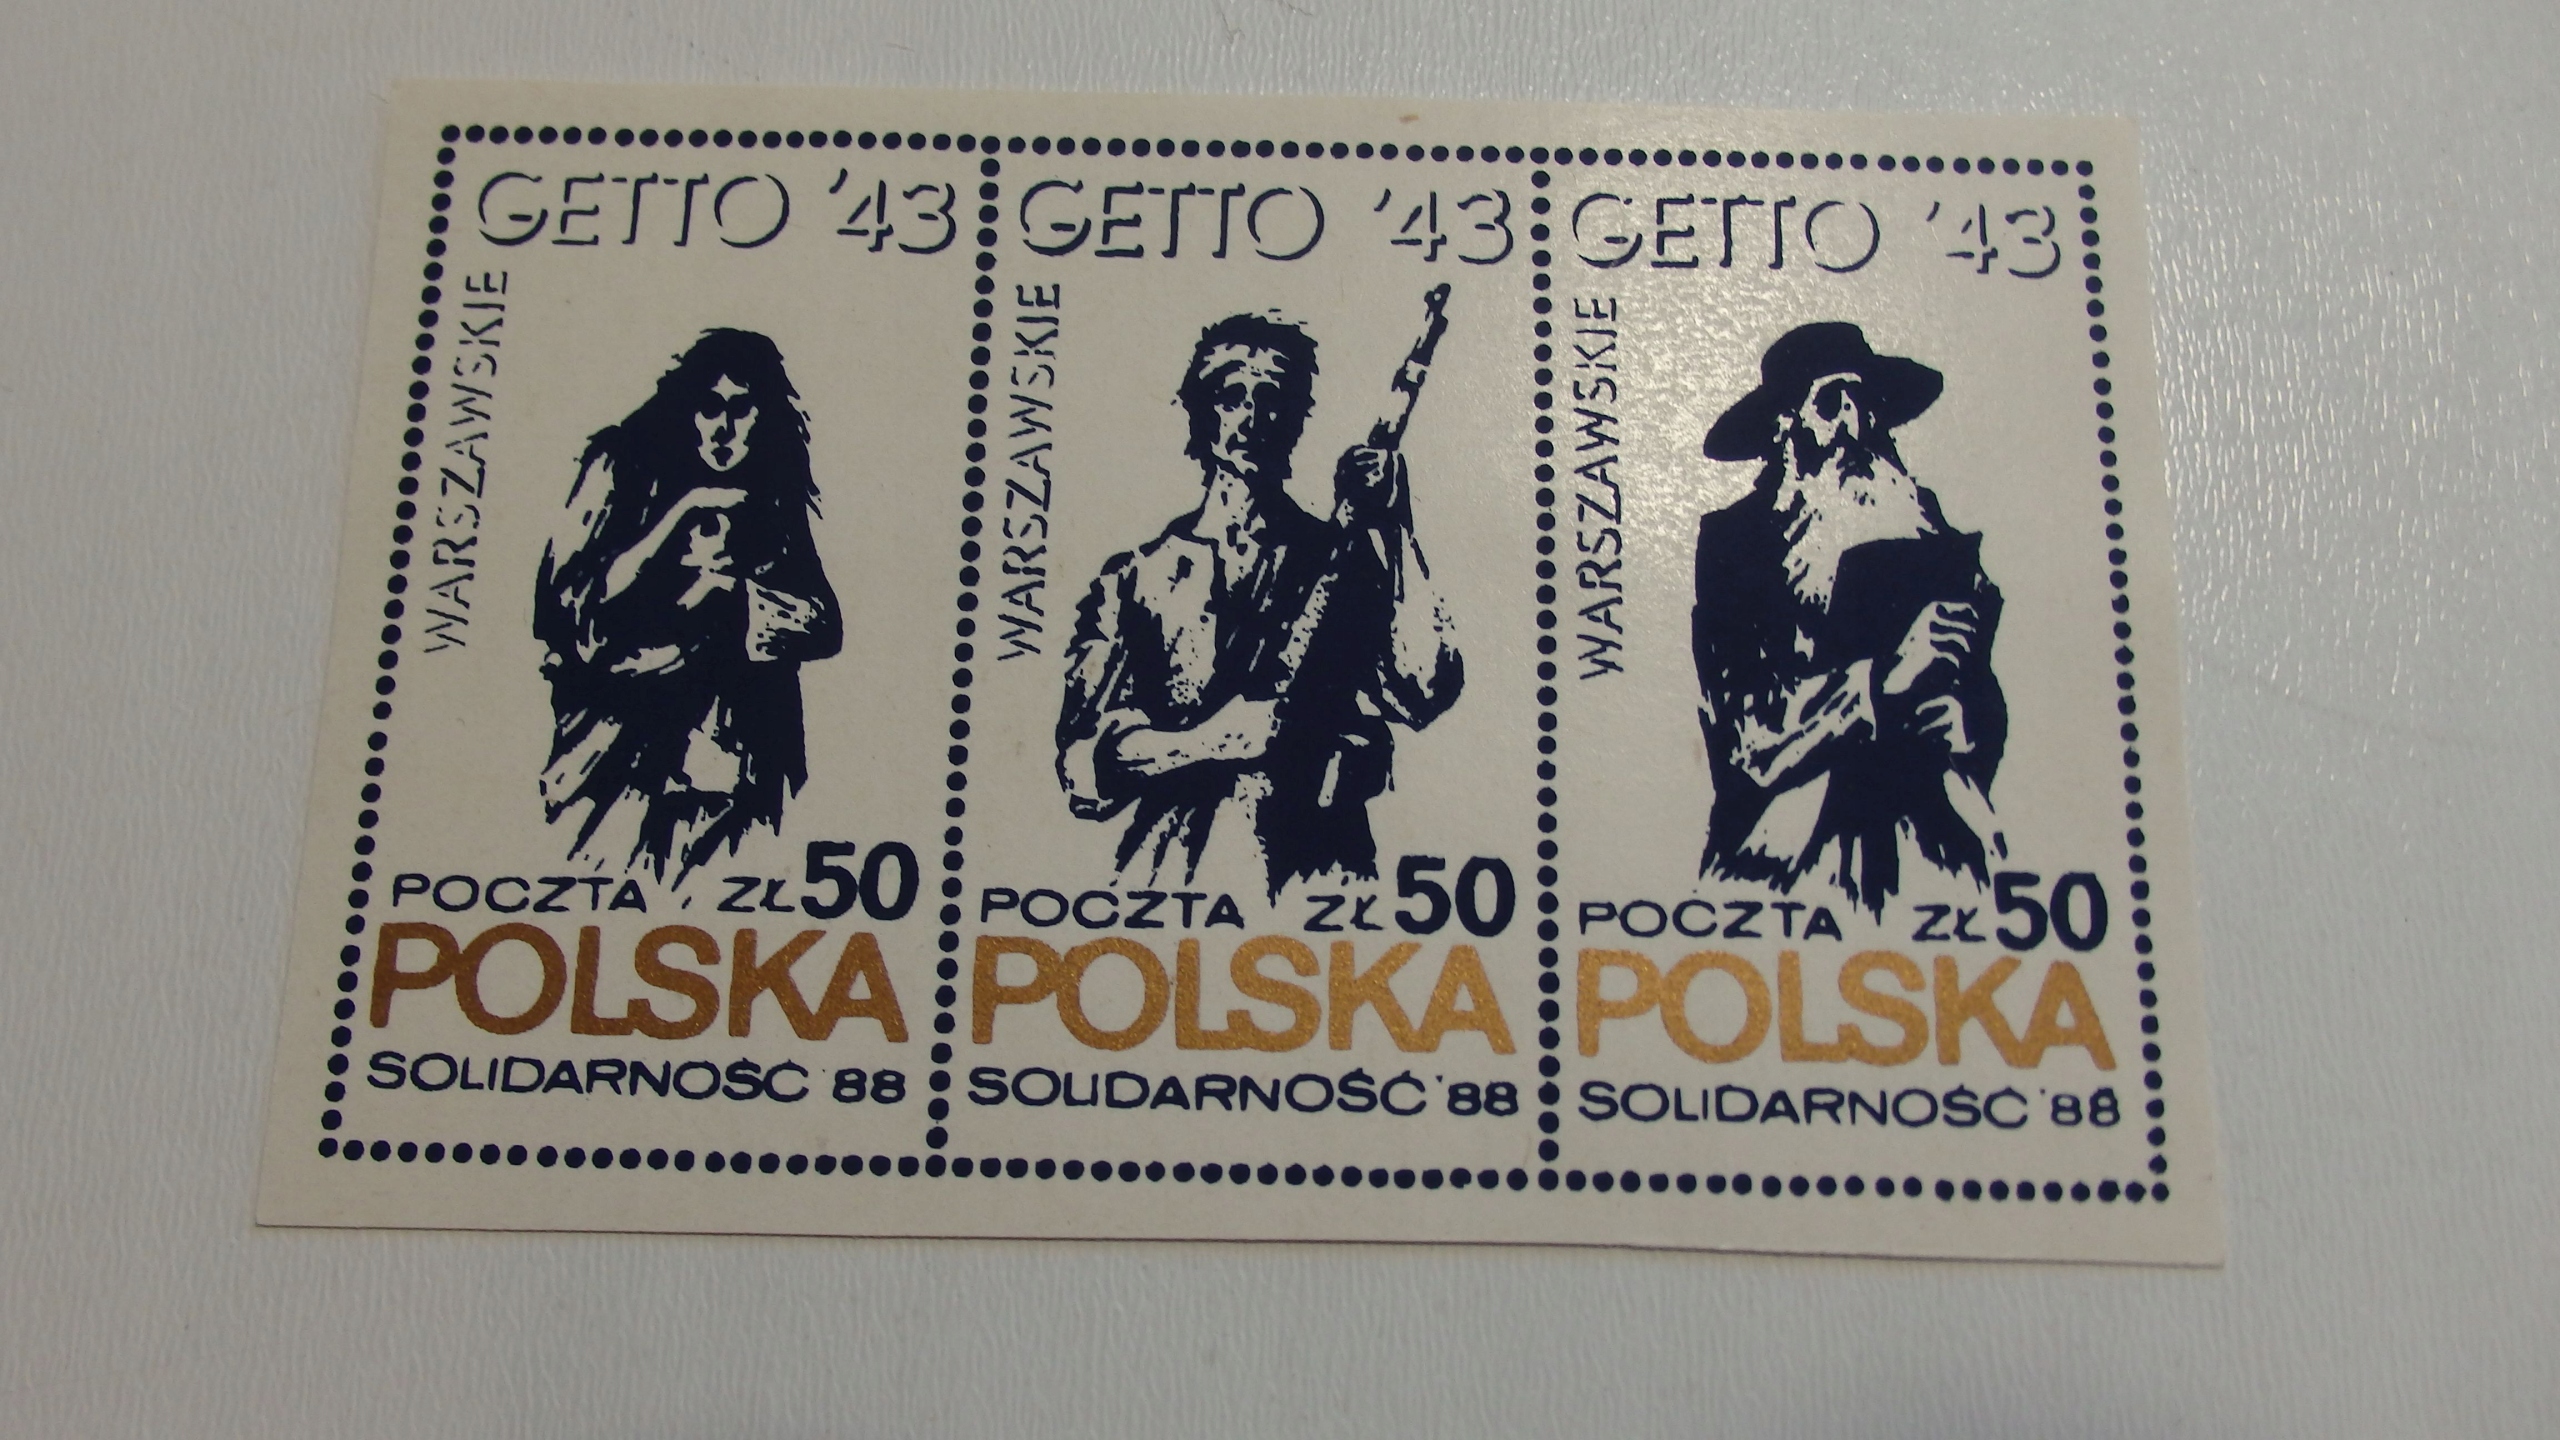 GETTO '43
WARSZAWSKIE
POCZTA ZŁ 50
POLSKA
SOLIDARNOŚĆ '88
GETTO '43
WARSZAWSKIE
POCZTA ZŁ 50
POLSKA
SOLIDARNOŚĆ '88
GETTO '43
WARSZAWSKIE
POCZTA ZŁ 50
POLSKA
SOLIDARNOŚĆ '88